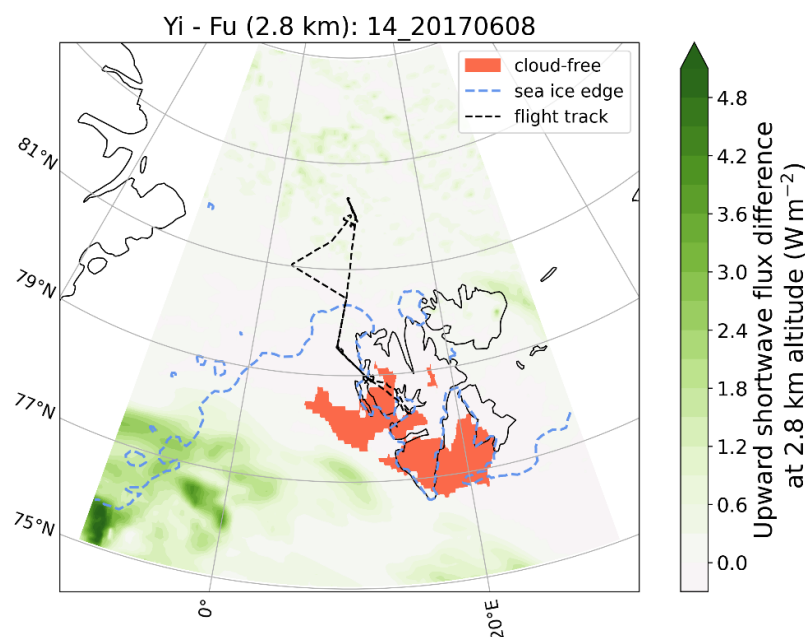 Yi - Fu (2.8 km): 14_20170608
cloud-free
sea ice edge
flight track
81°N
79°N
77°N
75°N
0°
20°E
4.8
4.2
3.6
3.0
2.4
1.8
1.2
0.6
0.0
Upward shortwave flux difference
at 2.8 km altitude (W m⁻²)